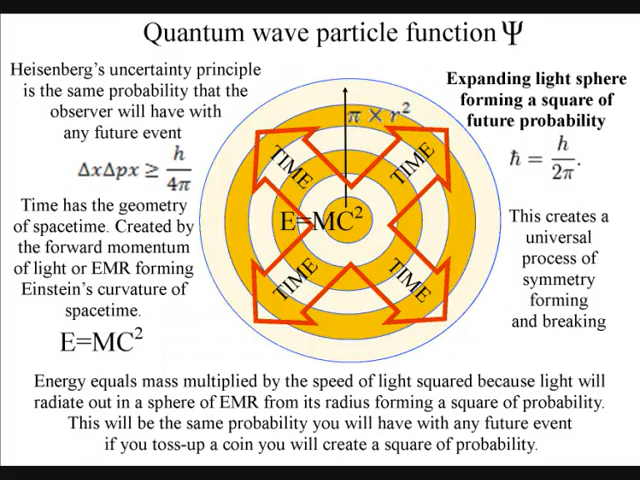 Quantum wave particle function Ψ
Heisenberg's uncertainty principle
is the same probability that the
observer will have with
any future event
ΔxΔpx ≥ h/4π
Time has the geometry
of spacetime. Created by
the forward momentum
of light or EMR forming
Einstein's curvature of
spacetime.
E=MC²
π × r²
TIME
TIME
E=MC²
TIME
TIME
Expanding light sphere
forming a square of
future probability
ħ = h/2π.
This creates a
universal
process of
symmetry
forming
and breaking
Energy equals mass multiplied by the speed of light squared because light will
radiate out in a sphere of EMR from its radius forming a square of probability.
This will be the same probability you will have with any future event
if you toss-up a coin you will create a square of probability.